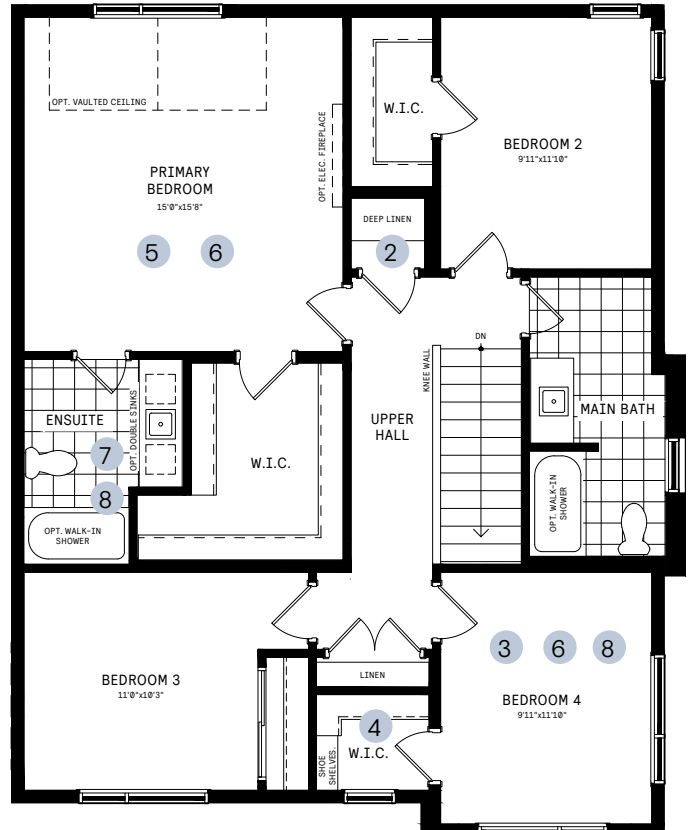 OPT. VAULTED CEILING
OPT. ELEC. FIREPLACE
PRIMARY
BEDROOM
15'0"x15'8"
5
6
W.I.C.
BEDROOM 2
9'11"x11'10"
DEEP LINEN
2
DN
KNEE WALL
UPPER
HALL
MAIN BATH
OPT. WALK-IN
SHOWER
ENSUITE
OPT. DOUBLE SINKS
7
8
OPT. WALK-IN
SHOWER
W.I.C.
BEDROOM 3
11'0"x10'3"
LINEN
4
W.I.C.
SHOE
SHELVES.
3
6
8
BEDROOM 4
9'11"x11'10"